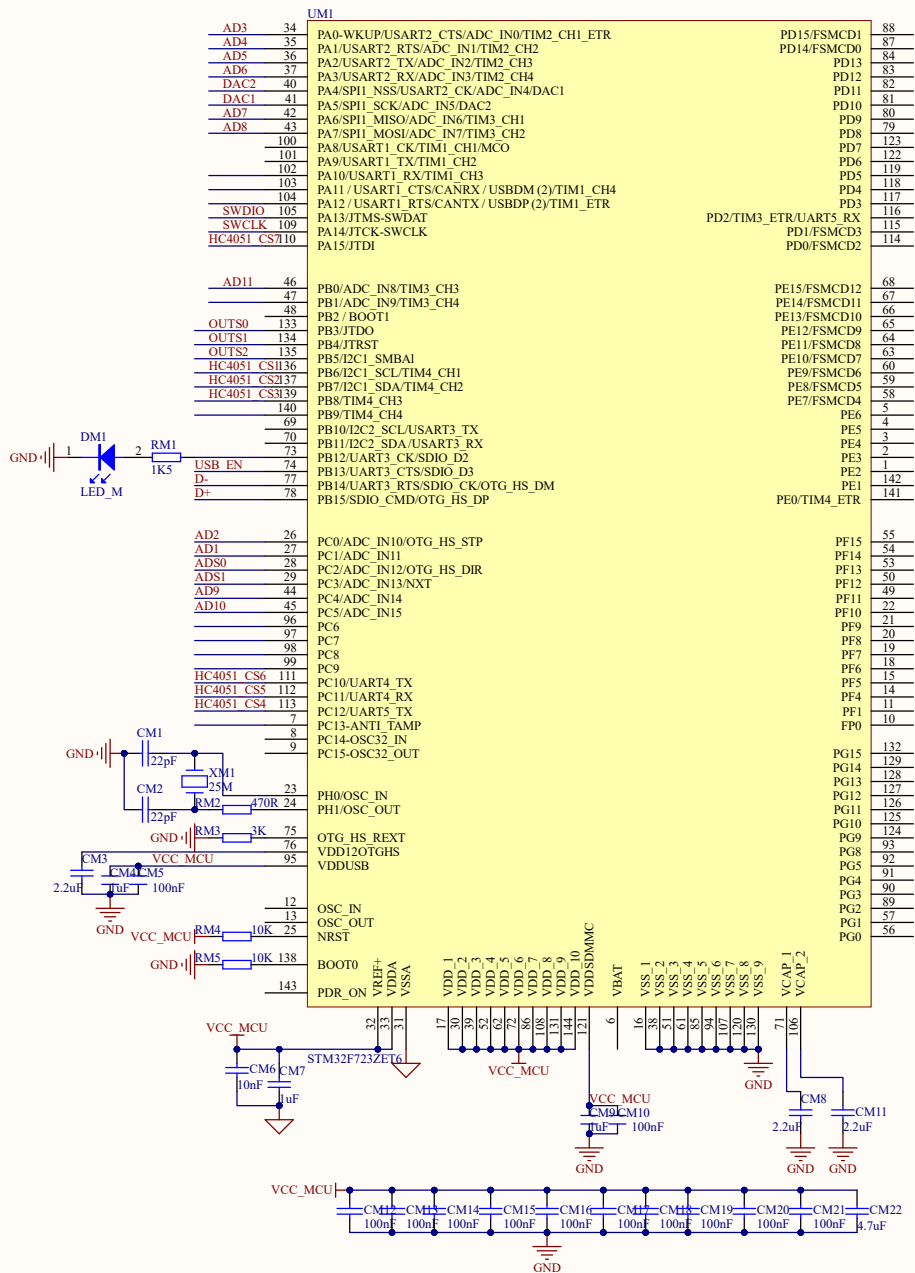 UM1
AD3 34 PA0-WKUP/USART2_CTS/ADC_IN0/TIM2_CH1_ETR PD15/FSMCD1 88
AD4 35 PA1/USART2_RTS/ADC_IN1/TIM2_CH2 PD14/FSMCD0 87
AD5 36 PA2/USART2_TX/ADC_IN2/TIM2_CH3 PD13 84
AD6 37 PA3/USART2_RX/ADC_IN3/TIM2_CH4 PD12 83
DAC2 40 PA4/SPI1_NSS/USART2_CK/ADC_IN4/DAC1 PD11 82
DAC1 41 PA5/SPI1_SCK/ADC_IN5/DAC2 PD10 81
AD7 42 PA6/SPI1_MISO/ADC_IN6/TIM3_CH1 PD9 80
AD8 43 PA7/SPI1_MOSI/ADC_IN7/TIM3_CH2 PD8 79
100 PA8/USART1_CK/TIM1_CH1/MCO PD7 123
101 PA9/USART1_TX/TIM1_CH2 PD6 122
102 PA10/USART1_RX/TIM1_CH3 PD5 119
103 PA11 / USART1_CTS/CANRX / USBDM (2)/TIM1_CH4 PD4 118
104 PA12 / USART1_RTS/CANTX / USBDP (2)/TIM1_ETR PD3 117
SWDIO 105 PA13/JTMS-SWDAT PD2/TIM3_ETR/UART5_RX 116
SWCLK 109 PA14/JTCK-SWCLK PD1/FSMCD3 115
HC4051_CS7 110 PA15/JTDI PD0/FSMCD2 114
AD11 46 PB0/ADC_IN8/TIM3_CH3 PE15/FSMCD12 68
47 PB1/ADC_IN9/TIM3_CH4 PE14/FSMCD11 67
48 PB2 / BOOT1 PE13/FSMCD10 66
OUTS0 133 PB3/JTDO PE12/FSMCD9 65
OUTS1 134 PB4/JTRST PE11/FSMCD8 64
OUTS2 135 PB5/I2C1_SMBAI PE10/FSMCD7 63
HC4051_CS1 136 PB6/I2C1_SCL/TIM4_CH1 PE9/FSMCD6 60
HC4051_CS2 137 PB7/I2C1_SDA/TIM4_CH2 PE8/FSMCD5 59
HC4051_CS3 139 PB8/TIM4_CH3 PE7/FSMCD4 58
140 PB9/TIM4_CH4 PE6 5
69 PB10/I2C2_SCL/USART3_TX PE5 4
70 PB11/I2C2_SDA/USART3_RX PE4 3
GND 1 DM1 LED_M 2 RM1 1K5 73 PB12/UART3_CK/SDIO_D2 PE3 2
USB_EN 74 PB13/UART3_CTS/SDIO_D3 PE2 1
D- 77 PB14/UART3_RTS/SDIO_CK/OTG_HS_DM PE1 142
D+ 78 PB15/SDIO_CMD/OTG_HS_DP PE0/TIM4_ETR 141
AD2 26 PC0/ADC_IN10/OTG_HS_STP PF15 55
AD1 27 PC1/ADC_IN11 PF14 54
ADS0 28 PC2/ADC_IN12/OTG_HS_DIR PF13 53
ADS1 29 PC3/ADC_IN13/NXT PF12 50
AD9 44 PC4/ADC_IN14 PF11 49
AD10 45 PC5/ADC_IN15 PF10 22
96 PC6 PF9 21
97 PC7 PF8 20
98 PC8 PF7 19
99 PC9 PF6 18
HC4051_CS6 111 PC10/UART4_TX PF5 15
HC4051_CS5 112 PC11/UART4_RX PF4 14
HC4051_CS4 113 PC12/UART5_TX PF1 11
7 PC13-ANTI_TAMP FP0 10
8 PC14-OSC32_IN
9 PC15-OSC32_OUT PG15 132
PG14 129
PG13 128
GND CM1 22pF XM1 25M 23 PH0/OSC_IN PG12 127
CM2 22pF RM2 470R 24 PH1/OSC_OUT PG11 126
PG10 125
GND RM3 3K 75 OTG_HS_REXT PG9 124
76 VDD12OTGHS PG8 93
VCC_MCU 95 VDDUSB PG5 92
CM3 2.2uF CM4 1uF CM5 100nF GND
PG4 91
PG3 90
12 OSC_IN PG2 89
13 OSC_OUT PG1 57
VCC_MCU RM4 10K 25 NRST PG0 56
GND RM5 10K 138 BOOT0
143 PDR_ON
VREF+ VDDA VSSA VDD_1 VDD_2 VDD_3 VDD_4 VDD_5 VDD_6 VDD_7 VDD_8 VDD_9 VDD_10 VDDSDMMC VBAT VSS_1 VSS_2 VSS_3 VSS_4 VSS_5 VSS_6 VSS_7 VSS_8 VSS_9 VCAP_1 VCAP_2
32 33 31 17 30 39 52 62 72 86 108 131 144 121 6 16 38 51 61 85 94 107 120 130 71 106
VCC_MCU STM32F723ZET6 VCC_MCU GND
CM6 10nF CM7 1uF
VCC_MCU CM9 1uF CM10 100nF GND
CM8 2.2uF GND CM11 2.2uF GND
VCC_MCU
CM12 CM13 CM14 CM15 CM16 CM17 CM18 CM19 CM20 CM21 CM22
100nF 100nF 100nF 100nF 100nF 100nF 100nF 100nF 100nF 100nF 4.7uF
GND